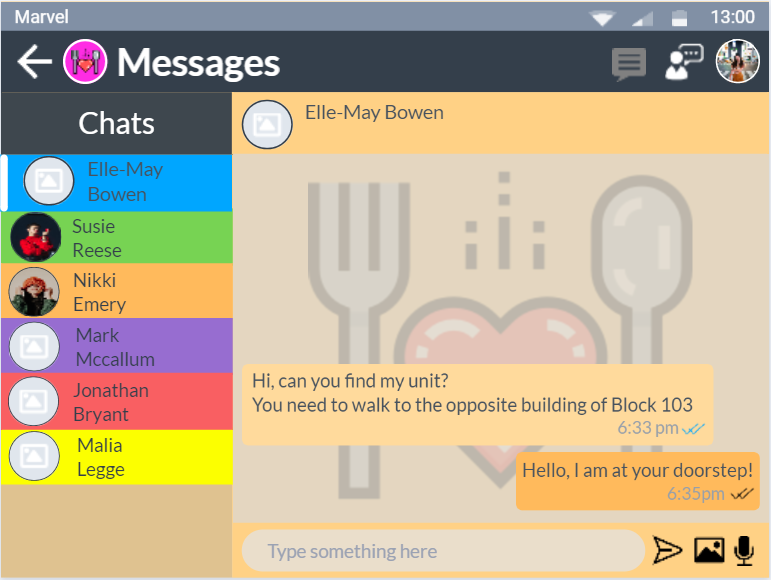 Marvel
13:00
Messages
Chats
Elle-May
Bowen
Susie
Reese
Nikki
Emery
Mark
Mccallum
Jonathan
Bryant
Malia
Legge
Elle-May Bowen
Hi, can you find my unit?
You need to walk to the opposite building of Block 103
6:33 pm
Hello, I am at your doorstep!
6:35pm
Type something here